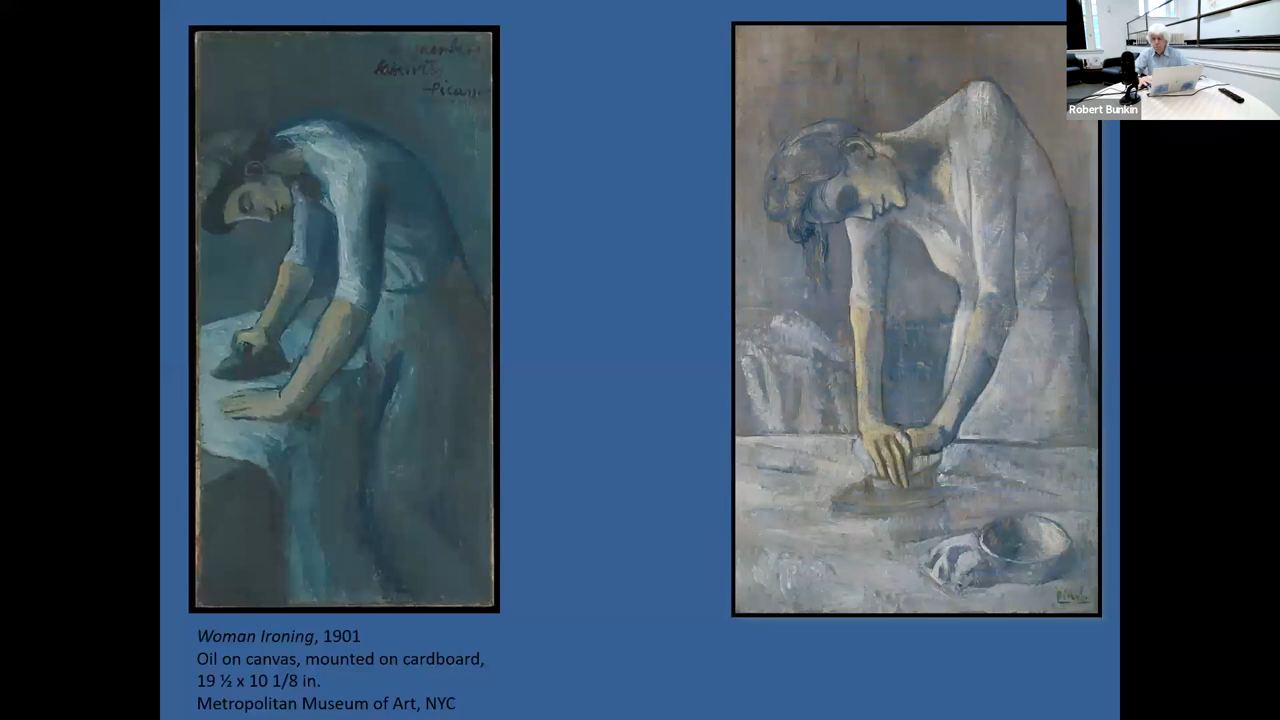 Picasso
Robert Bunkin
Woman Ironing, 1901
Oil on canvas, mounted on cardboard,
19 ½ x 10 1/8 in.
Metropolitan Museum of Art, NYC